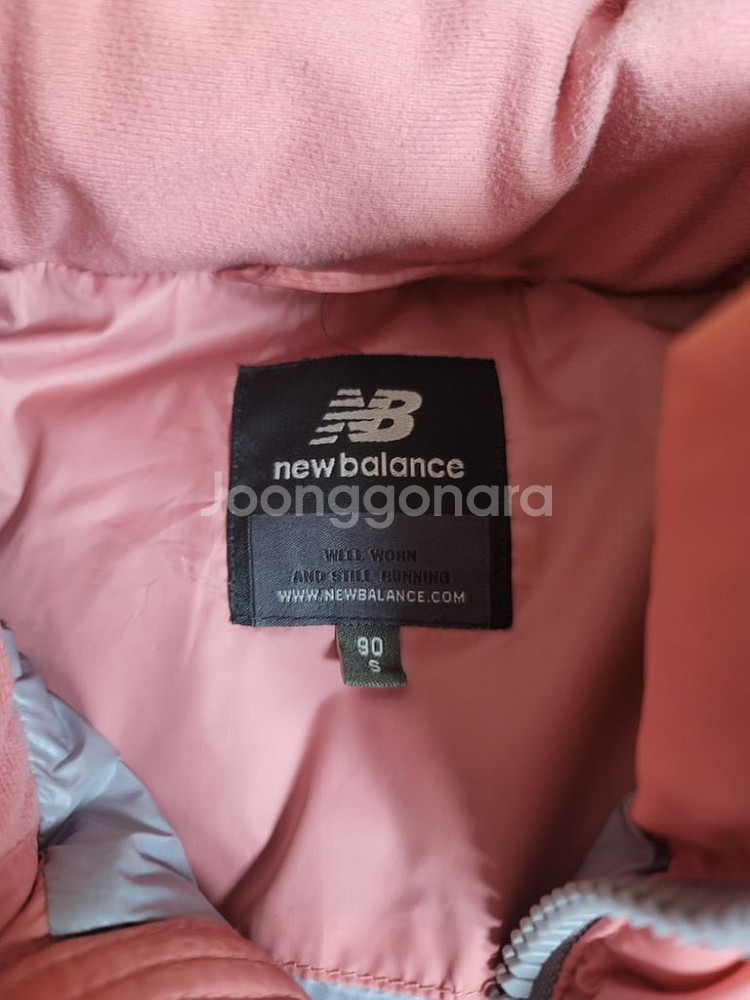 NB
new balance
Joonggonara
WELL WORN
AND STILL RUNNING
WWW.NEWBALANCE.COM
90
S